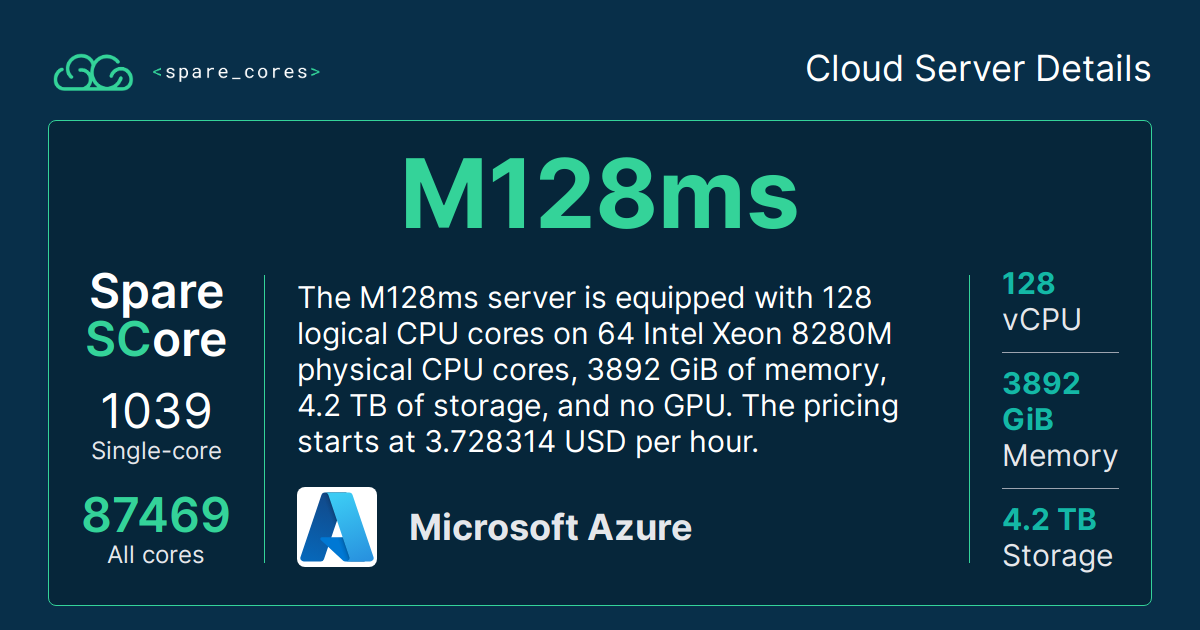 <spare_cores>
Cloud Server Details
M128ms
Spare
SCore
1039
Single-core
87469
All cores
The M128ms server is equipped with 128
logical CPU cores on 64 Intel Xeon 8280M
physical CPU cores, 3892 GiB of memory,
4.2 TB of storage, and no GPU. The pricing
starts at 3.728314 USD per hour.
Microsoft Azure
128
vCPU
3892
GiB
Memory
4.2 TB
Storage